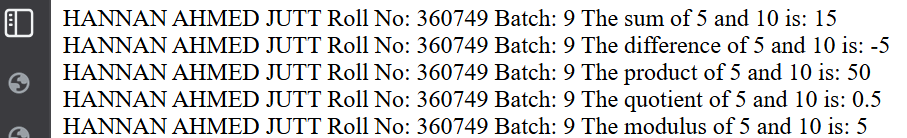 HANNAN AHMED JUTT Roll No: 360749 Batch: 9 The sum of 5 and 10 is: 15
HANNAN AHMED JUTT Roll No: 360749 Batch: 9 The difference of 5 and 10 is: -5
HANNAN AHMED JUTT Roll No: 360749 Batch: 9 The product of 5 and 10 is: 50
HANNAN AHMED JUTT Roll No: 360749 Batch: 9 The quotient of 5 and 10 is: 0.5
HANNAN AHMED JUTT Roll No: 360749 Batch: 9 The modulus of 5 and 10 is: 5